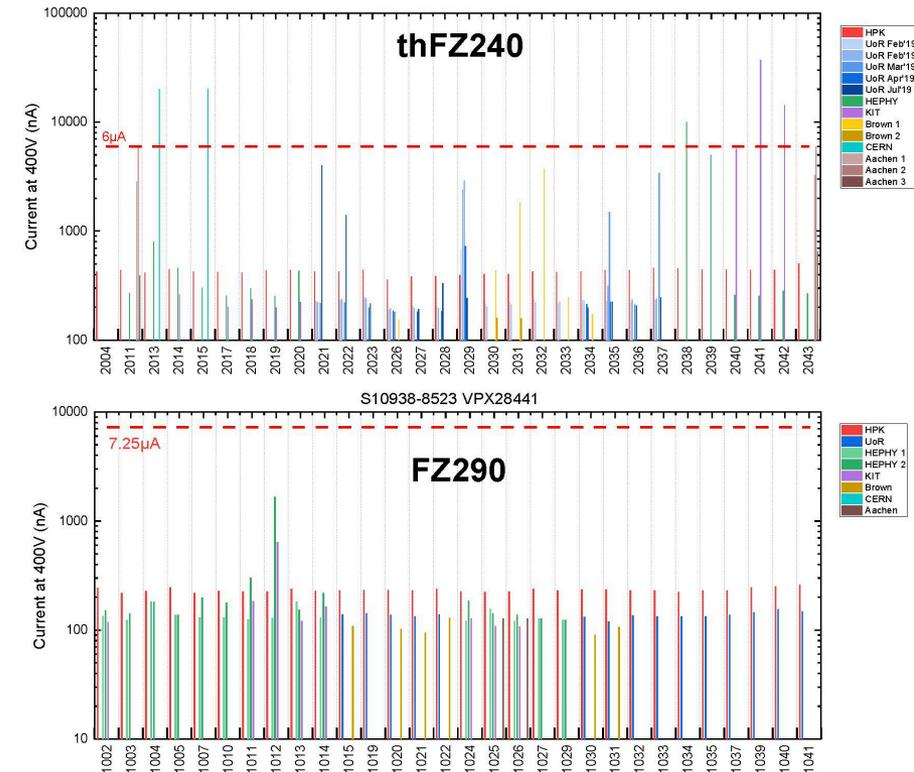 thFZ240
100000
10000
1000
100
6µA
Current at 400V (nA)
2004 2011 2013 2014 2015 2017 2018 2019 2020 2021 2022 2023 2026 2027 2028 2029 2030 2031 2032 2033 2034 2035 2036 2037 2038 2039 2040 2041 2042 2043
HPK
UoR Feb'19
UoR Feb'19
UoR Mar'19
UoR Apr'19
UoR Jul'19
HEPHY
KIT
Brown 1
Brown 2
CERN
Aachen 1
Aachen 2
Aachen 3
S10938-8523 VPX28441
FZ290
10000
1000
100
10
7.25µA
Current at 400V (nA)
1002 1003 1004 1005 1007 1010 1011 1012 1013 1014 1015 1019 1020 1021 1022 1024 1025 1026 1027 1029 1030 1031 1032 1033 1034 1035 1037 1039 1040 1041
HPK
UoR
HEPHY 1
HEPHY 2
KIT
Brown
CERN
Aachen